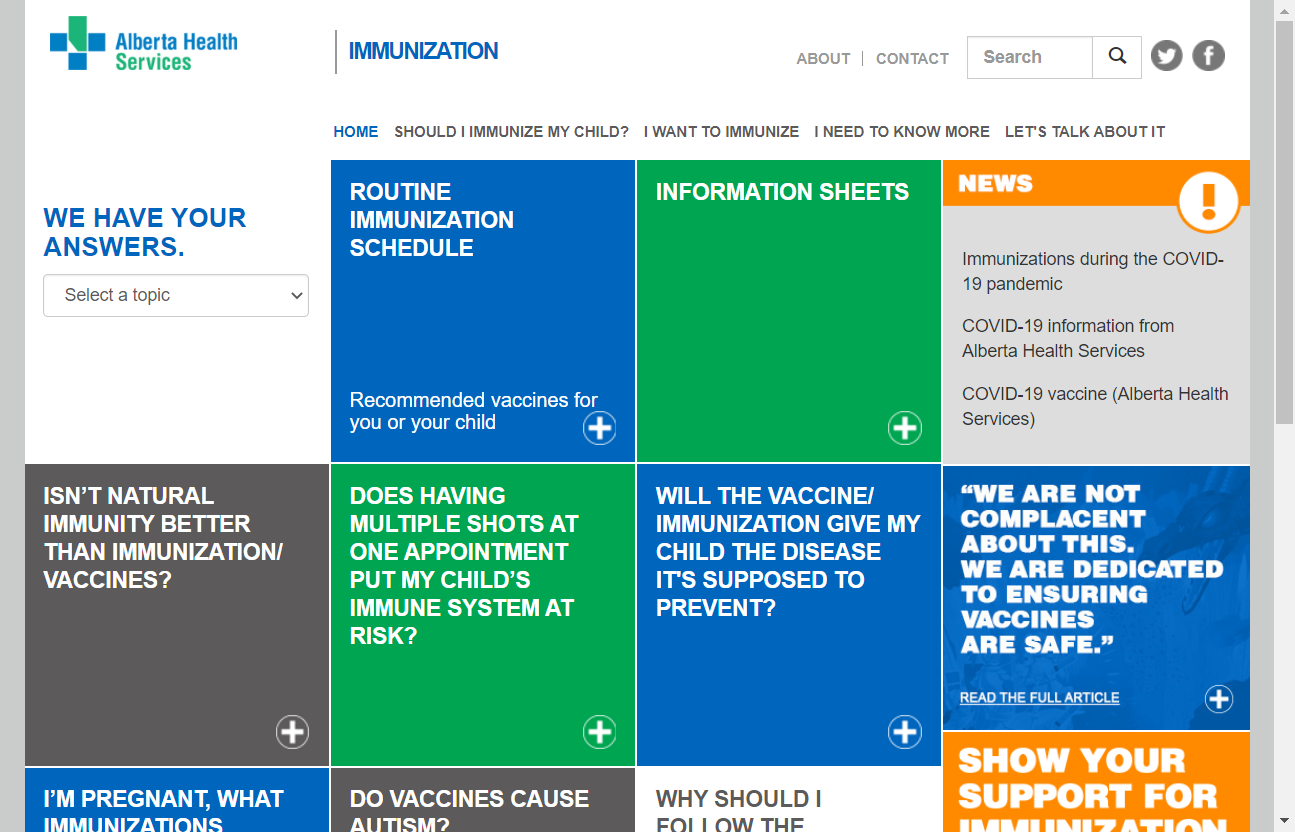 Alberta Health
Services
IMMUNIZATION
ABOUT
CONTACT
Search
HOME
SHOULD I IMMUNIZE MY CHILD?
I WANT TO IMMUNIZE
I NEED TO KNOW MORE
LET'S TALK ABOUT IT
WE HAVE YOUR
ANSWERS.
Select a topic
ROUTINE
IMMUNIZATION
SCHEDULE
Recommended vaccines for
you or your child
INFORMATION SHEETS
NEWS
Immunizations during the COVID-
19 pandemic
COVID-19 information from
Alberta Health Services
COVID-19 vaccine (Alberta Health
Services)
ISN’T NATURAL
IMMUNITY BETTER
THAN IMMUNIZATION/
VACCINES?
DOES HAVING
MULTIPLE SHOTS AT
ONE APPOINTMENT
PUT MY CHILD’S
IMMUNE SYSTEM AT
RISK?
WILL THE VACCINE/
IMMUNIZATION GIVE MY
CHILD THE DISEASE
IT'S SUPPOSED TO
PREVENT?
“WE ARE NOT
COMPLACENT
ABOUT THIS.
WE ARE DEDICATED
TO ENSURING
VACCINES
ARE SAFE.”
READ THE FULL ARTICLE
I’M PREGNANT, WHAT
IMMUNIZATIONS
DO VACCINES CAUSE
AUTISM?
WHY SHOULD I
FOLLOW THE
SHOW YOUR
SUPPORT FOR
IMMUNIZATION